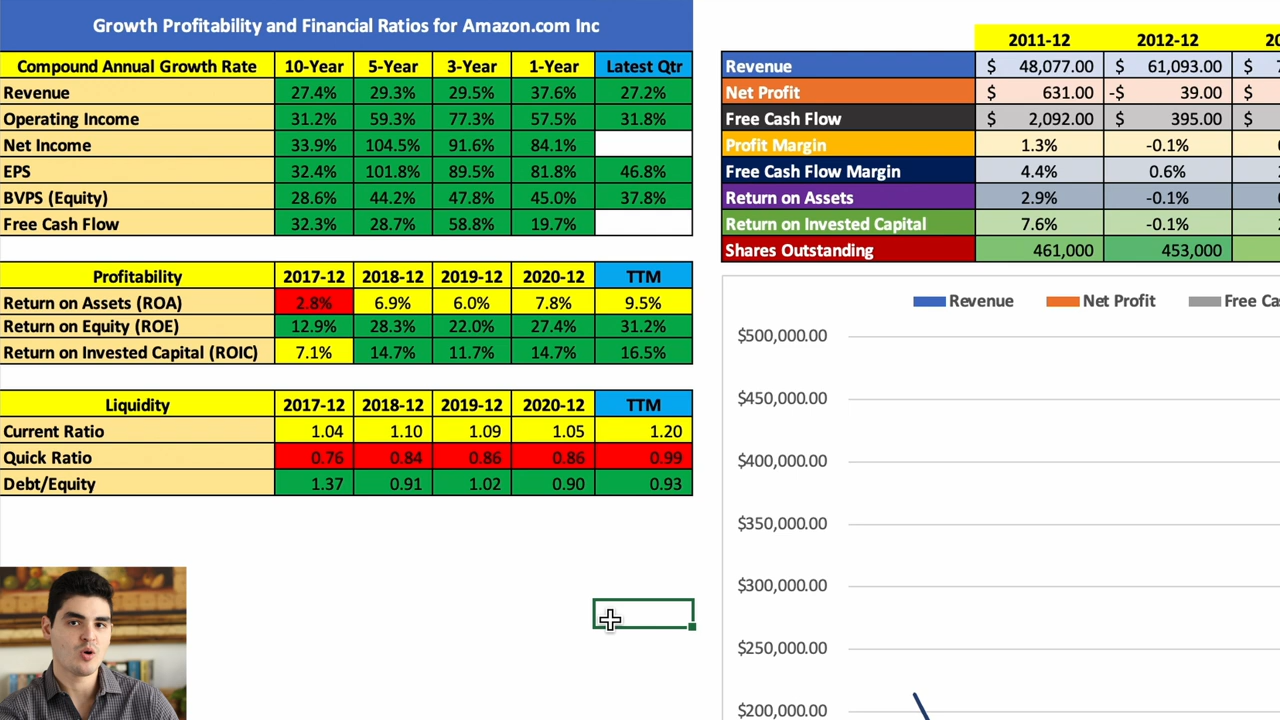 Growth Profitability and Financial Ratios for Amazon.com Inc
Compound Annual Growth Rate 10-Year 5-Year 3-Year 1-Year Latest Qtr
Revenue 27.4% 29.3% 29.5% 37.6% 27.2%
Operating Income 31.2% 59.3% 77.3% 57.5% 31.8%
Net Income 33.9% 104.5% 91.6% 84.1%
EPS 32.4% 101.8% 89.5% 81.8% 46.8%
BVPS (Equity) 28.6% 44.2% 47.8% 45.0% 37.8%
Free Cash Flow 32.3% 28.7% 58.8% 19.7%
Profitability 2017-12 2018-12 2019-12 2020-12 TTM
Return on Assets (ROA) 2.8% 6.9% 6.0% 7.8% 9.5%
Return on Equity (ROE) 12.9% 28.3% 22.0% 27.4% 31.2%
Return on Invested Capital (ROIC) 7.1% 14.7% 11.7% 14.7% 16.5%
Liquidity 2017-12 2018-12 2019-12 2020-12 TTM
Current Ratio 1.04 1.10 1.09 1.05 1.20
Quick Ratio 0.76 0.84 0.86 0.86 0.99
Debt/Equity 1.37 0.91 1.02 0.90 0.93
2011-12 2012-12
Revenue $ 48,077.00 $ 61,093.00 $
Net Profit $ 631.00 -$ 39.00 $
Free Cash Flow $ 2,092.00 $ 395.00 $
Profit Margin 1.3% -0.1%
Free Cash Flow Margin 4.4% 0.6%
Return on Assets 2.9% -0.1%
Return on Invested Capital 7.6% -0.1%
Shares Outstanding 461,000 453,000
Revenue Net Profit Free
$500,000.00
$450,000.00
$400,000.00
$350,000.00
$300,000.00
$250,000.00
$200,000.00